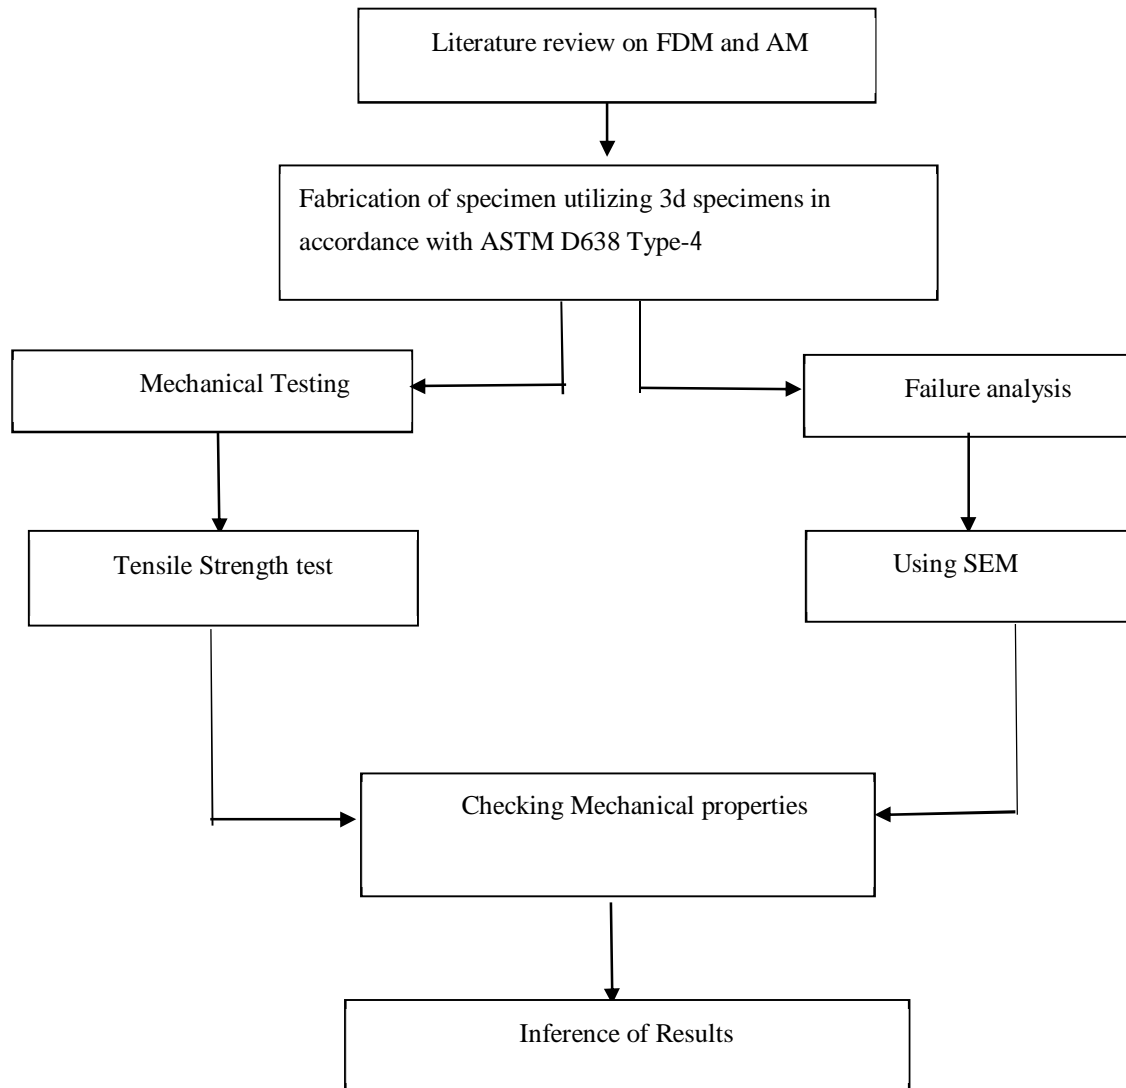 Literature review on FDM and AM
Fabrication of specimen utilizing 3d specimens in
accordance with ASTM D638 Type-4
Mechanical Testing
Failure analysis
Tensile Strength test
Using SEM
Checking Mechanical properties
Inference of Results